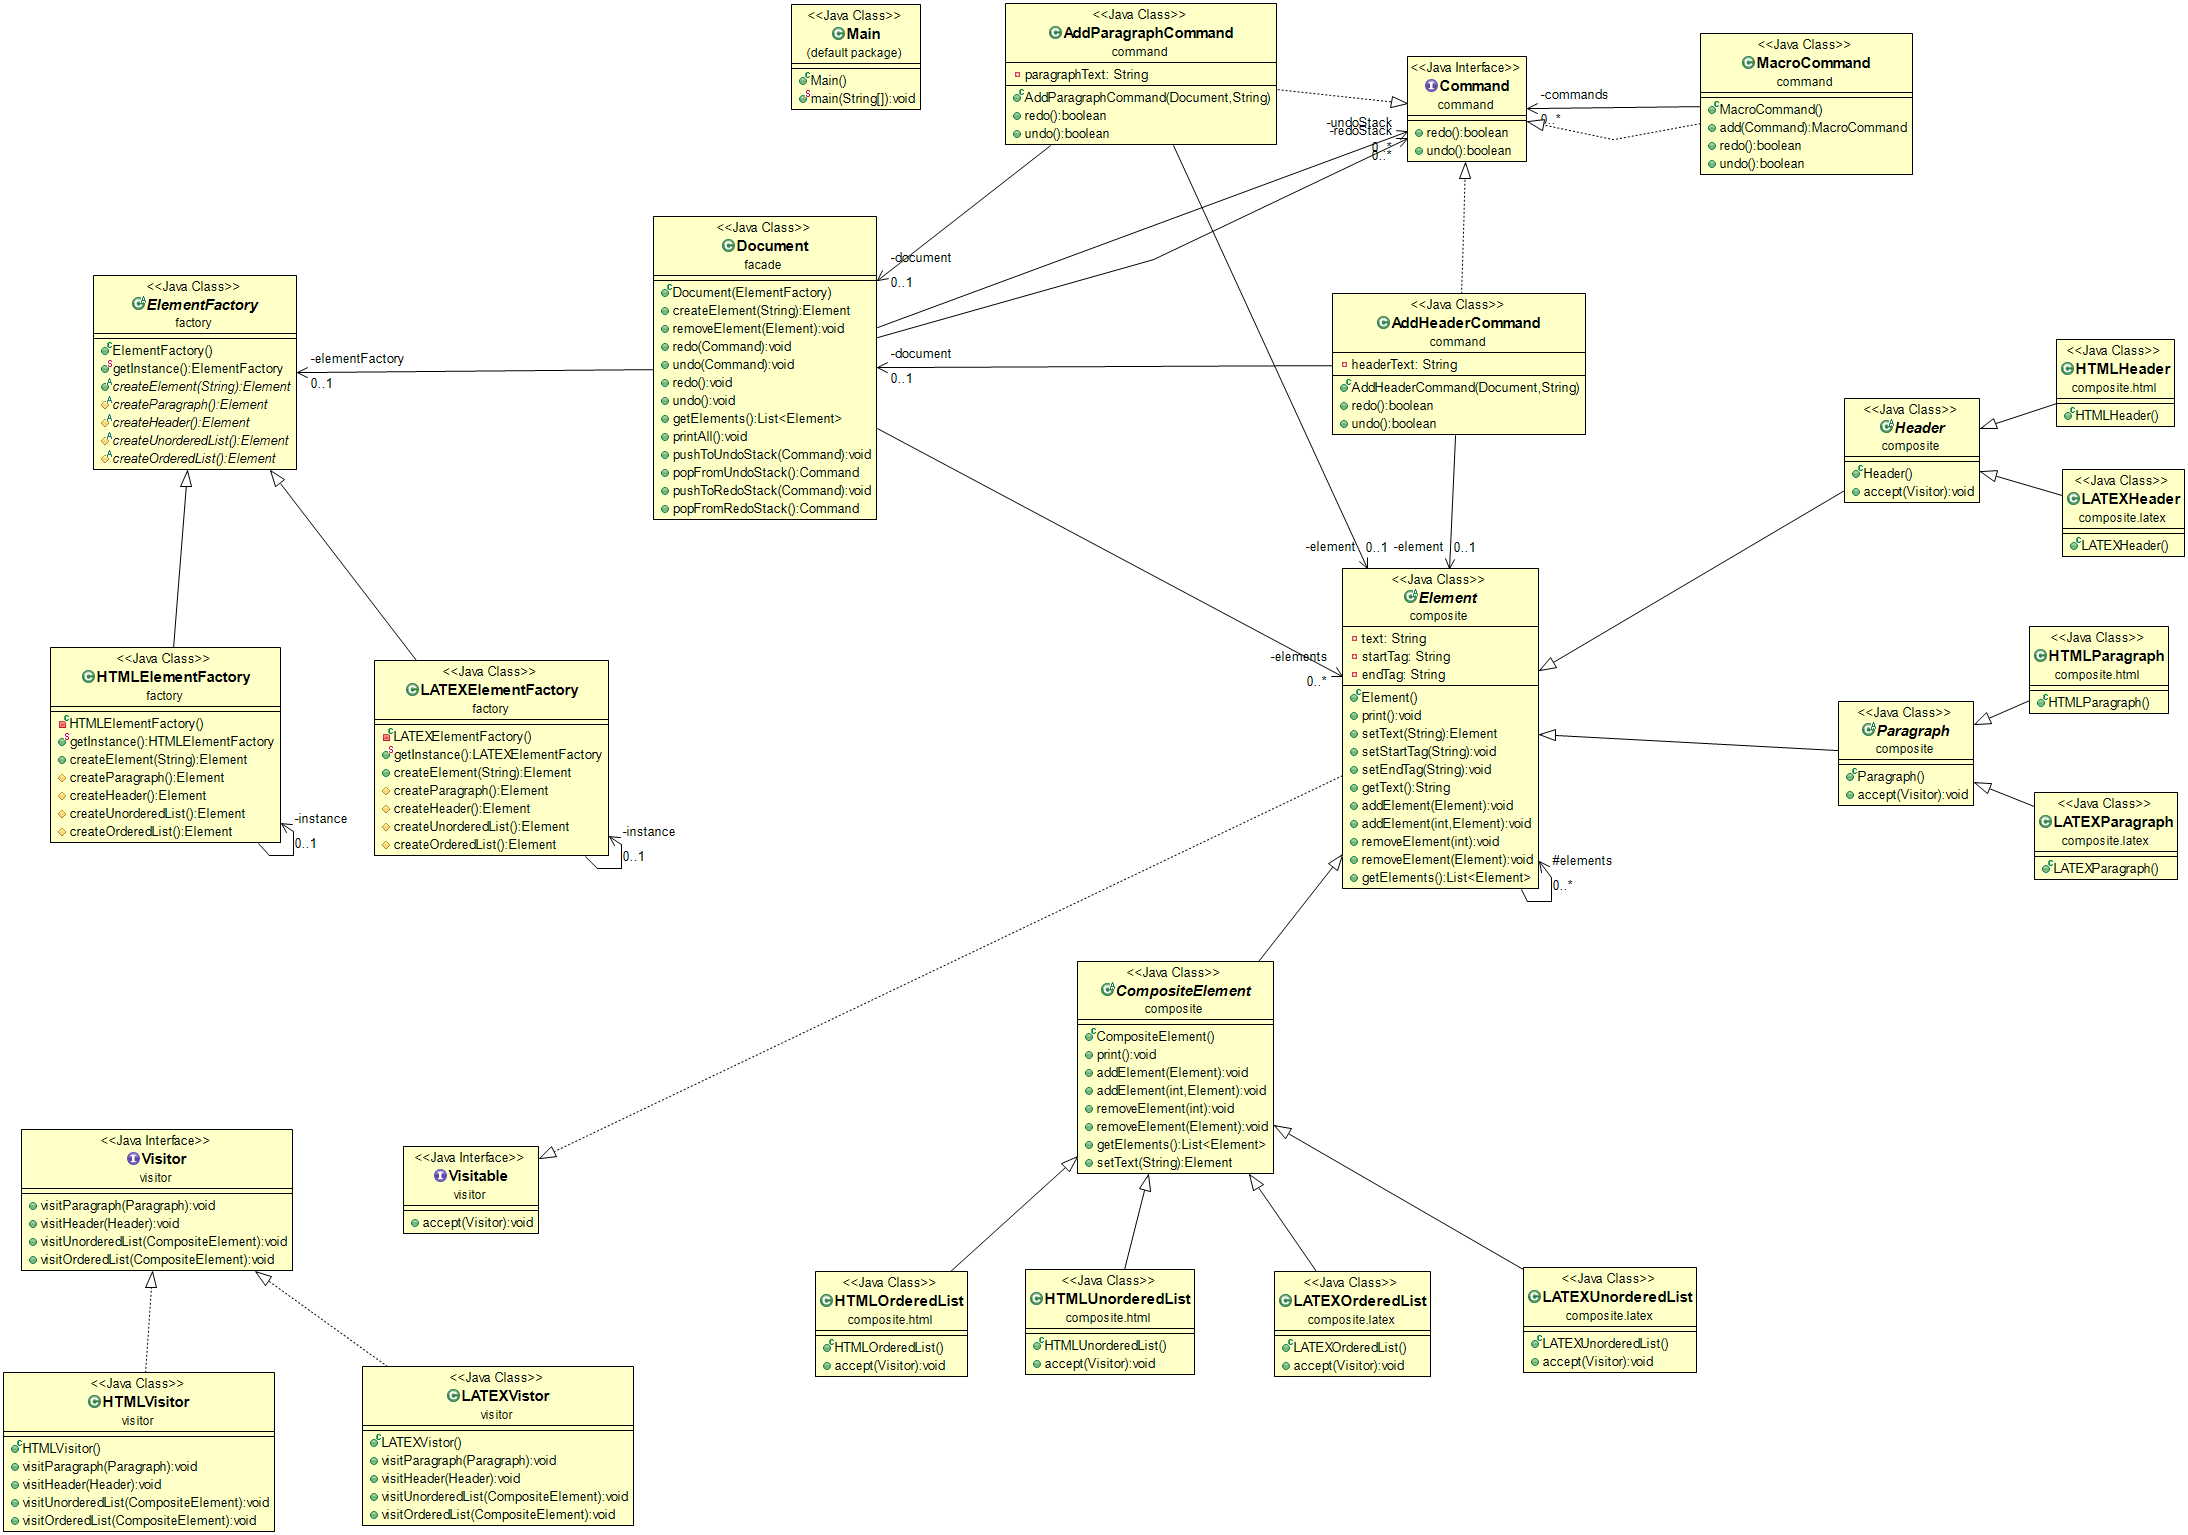 <<Java Class>>
Main
(default package)
Main()
main(String[]):void
<<Java Class>>
AddParagraphCommand
command
paragraphText: String
AddParagraphCommand(Document,String)
redo():boolean
undo():boolean
<<Java Interface>>
Command
command
redo():boolean
undo():boolean
<<Java Class>>
MacroCommand
command
MacroCommand()
add(Command):MacroCommand
redo():boolean
undo():boolean
-commands
0..*
-undoStack
-redoStack
0..*
0..*
<<Java Class>>
Document
facade
Document(ElementFactory)
createElement(String):Element
removeElement(Element):void
redo(Command):void
undo(Command):void
redo():void
undo():void
getElements():List<Element>
printAll():void
pushToUndoStack(Command):void
popFromUndoStack():Command
pushToRedoStack(Command):void
popFromRedoStack():Command
-document
0..1
-document
0..1
<<Java Class>>
ElementFactory
factory
ElementFactory()
getInstance():ElementFactory
createElement(String):Element
createParagraph():Element
createHeader():Element
createUnorderedList():Element
createOrderedList():Element
-elementFactory
0..1
<<Java Class>>
AddHeaderCommand
command
headerText: String
AddHeaderCommand(Document,String)
redo():boolean
undo():boolean
<<Java Class>>
HTMLHeader
composite.html
HTMLHeader()
<<Java Class>>
Header
composite
Header()
accept(Visitor):void
<<Java Class>>
LATEXHeader
composite.latex
LATEXHeader()
-element 0..1
-element 0..1
<<Java Class>>
Element
composite
text: String
startTag: String
endTag: String
Element()
print():void
setText(String):Element
setStartTag(String):void
setEndTag(String):void
getText():String
addElement(Element):void
addElement(int,Element):void
removeElement(int):void
removeElement(Element):void
getElements():List<Element>
-elements
0..*
#elements
0..*
<<Java Class>>
HTMLParagraph
composite.html
HTMLParagraph()
<<Java Class>>
Paragraph
composite
Paragraph()
accept(Visitor):void
<<Java Class>>
LATEXParagraph
composite.latex
LATEXParagraph()
<<Java Class>>
HTMLElementFactory
factory
HTMLElementFactory()
getInstance():HTMLElementFactory
createElement(String):Element
createParagraph():Element
createHeader():Element
createUnorderedList():Element
createOrderedList():Element
-instance
0..1
<<Java Class>>
LATEXElementFactory
factory
LATEXElementFactory()
getInstance():LATEXElementFactory
createElement(String):Element
createParagraph():Element
createHeader():Element
createUnorderedList():Element
createOrderedList():Element
-instance
0..1
<<Java Class>>
CompositeElement
composite
CompositeElement()
print():void
addElement(Element):void
addElement(int,Element):void
removeElement(int):void
removeElement(Element):void
getElements():List<Element>
setText(String):Element
<<Java Interface>>
Visitor
visitor
visitParagraph(Paragraph):void
visitHeader(Header):void
visitUnorderedList(CompositeElement):void
visitOrderedList(CompositeElement):void
<<Java Interface>>
Visitable
visitor
accept(Visitor):void
<<Java Class>>
HTMLOrderedList
composite.html
HTMLOrderedList()
accept(Visitor):void
<<Java Class>>
HTMLUnorderedList
composite.html
HTMLUnorderedList()
accept(Visitor):void
<<Java Class>>
LATEXOrderedList
composite.latex
LATEXOrderedList()
accept(Visitor):void
<<Java Class>>
LATEXUnorderedList
composite.latex
LATEXUnorderedList()
accept(Visitor):void
<<Java Class>>
HTMLVisitor
visitor
HTMLVisitor()
visitParagraph(Paragraph):void
visitHeader(Header):void
visitUnorderedList(CompositeElement):void
visitOrderedList(CompositeElement):void
<<Java Class>>
LATEXVistor
visitor
LATEXVistor()
visitParagraph(Paragraph):void
visitHeader(Header):void
visitUnorderedList(CompositeElement):void
visitOrderedList(CompositeElement):void